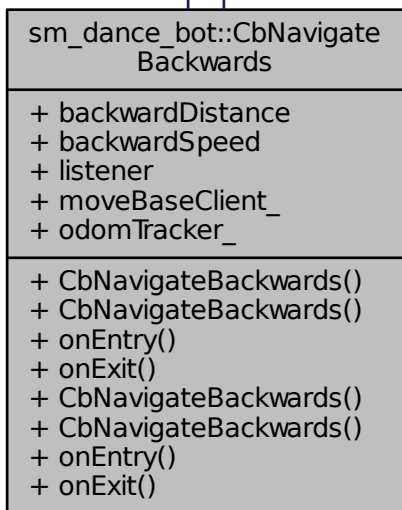 sm_dance_bot::CbNavigate
Backwards
+ backwardDistance
+ backwardSpeed
+ listener
+ moveBaseClient_
+ odomTracker_
+ CbNavigateBackwards()
+ CbNavigateBackwards()
+ onEntry()
+ onExit()
+ CbNavigateBackwards()
+ CbNavigateBackwards()
+ onEntry()
+ onExit()